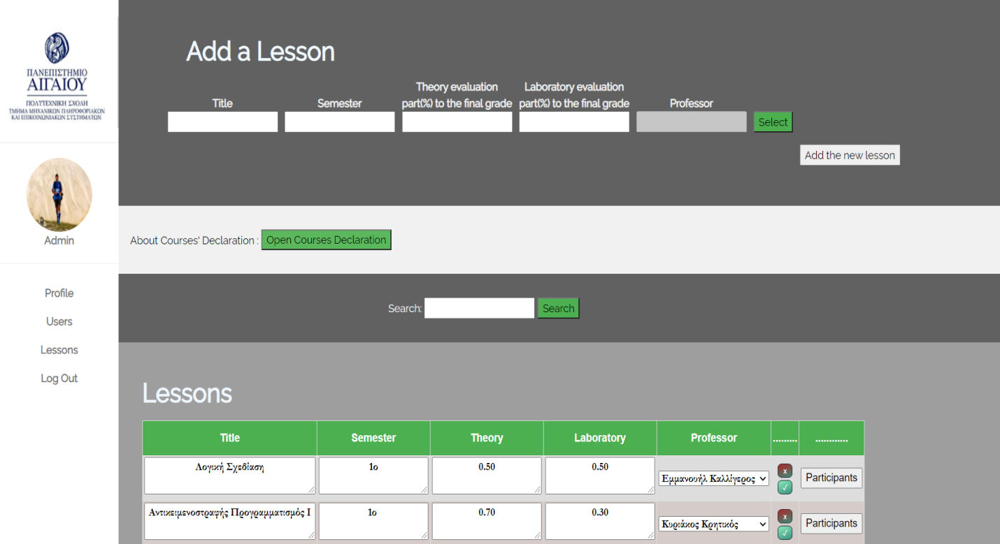 ΠΑΝΕΠΙΣΤΗΜΙΟ
ΑΙΓΑΙΟΥ
ΠΟΛΥΤΕΧΝΙΚΗ ΣΧΟΛΗ
ΤΜΗΜΑ ΜΗΧΑΝΙΚΩΝ ΠΛΗΡΟΦΟΡΙΑΚΩΝ
ΚΑΙ ΕΠΙΚΟΙΝΩΝΙΑΚΩΝ ΣΥΣΤΗΜΑΤΩΝ
Admin
Profile
Users
Lessons
Log Out
Add a Lesson
Title
Semester
Theory evaluation
part(%) to the final grade
Laboratory evaluation
part(%) to the final grade
Professor
Select
Add the new lesson
About Courses' Declaration : Open Courses Declaration
Search: Search
Lessons
Title Semester Theory Laboratory Professor ......... ............
Λογική Σχεδίαση 1ο 0.50 0.50 Εμμανουήλ Καλλίγερος x ✓ Participants
Αντικειμενοστραφής Προγραμματισμός Ι 1ο 0.70 0.30 Κυριάκος Κρητικός x ✓ Participants